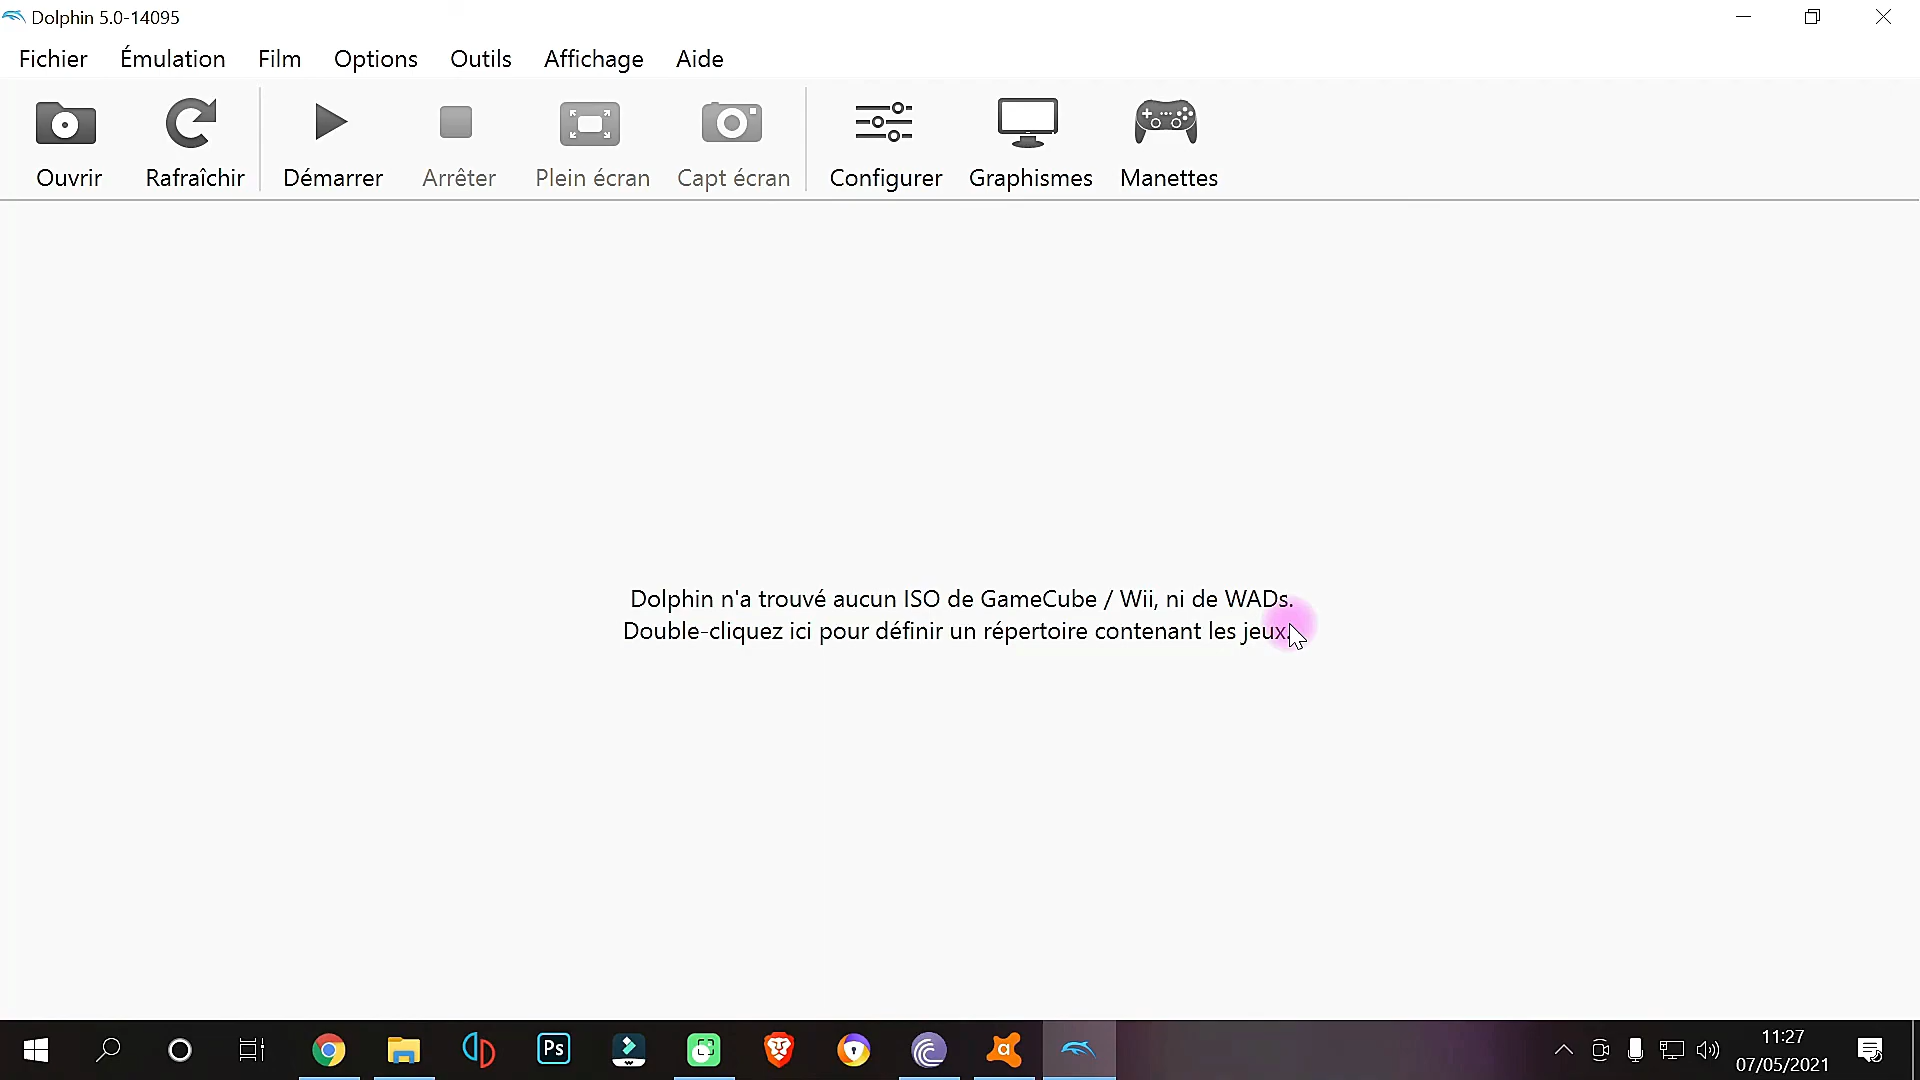 Dolphin 5.0-14095
Fichier Émulation Film Options Outils Affichage Aide
Ouvrir Rafraîchir Démarrer Arrêter Plein écran Capt écran Configurer Graphismes Manettes
Dolphin n'a trouvé aucun ISO de GameCube / Wii, ni de WADs.
Double-cliquez ici pour définir un répertoire contenant les jeux.
Ps
11:27
07/05/2021